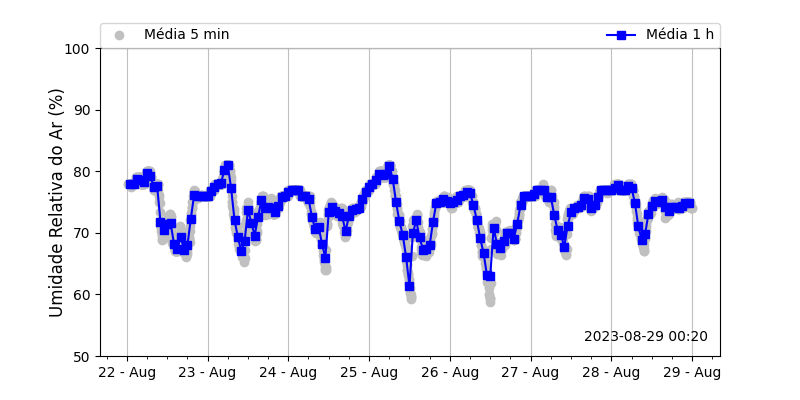 Média 5 min
Média 1 h
Umidade Relativa do Ar (%)
100
90
80
70
60
50
2023-08-29 00:20
22 - Aug
23 - Aug
24 - Aug
25 - Aug
26 - Aug
27 - Aug
28 - Aug
29 - Aug